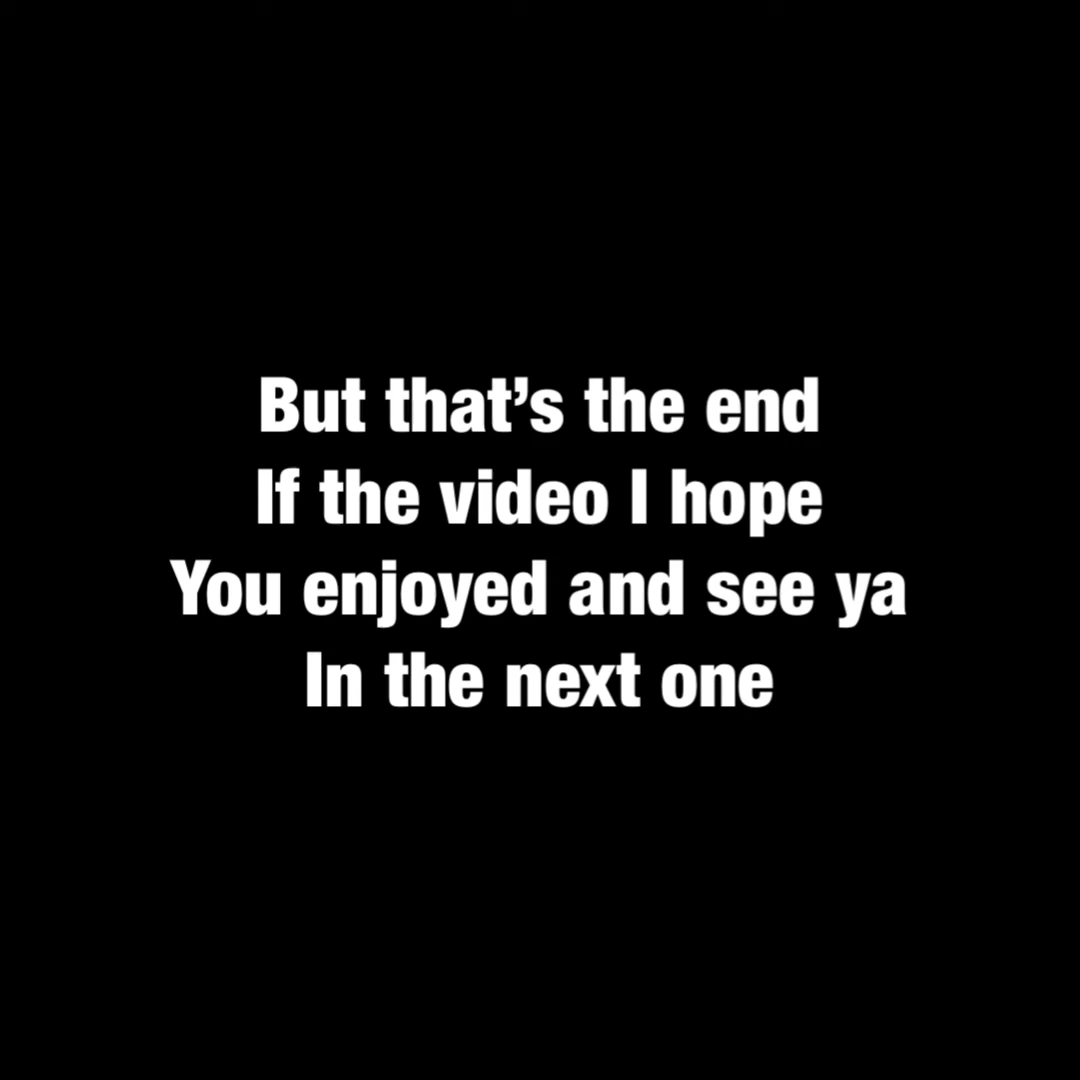 But that’s the end
If the video I hope
You enjoyed and see ya
In the next one